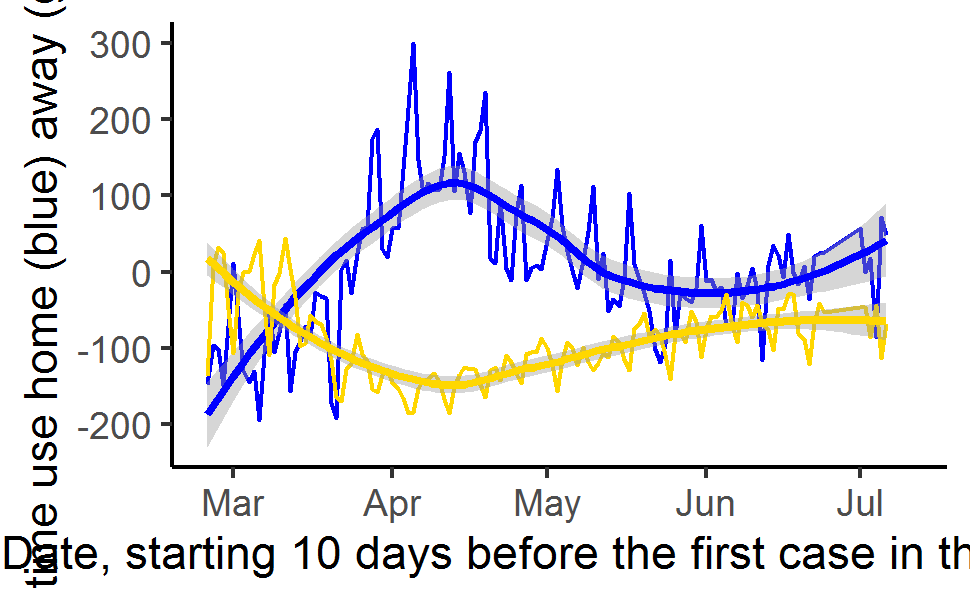 time use home (blue) away (
300
200
100
0
-100
-200
Mar Apr May Jun Jul
Date, starting 10 days before the first case in th